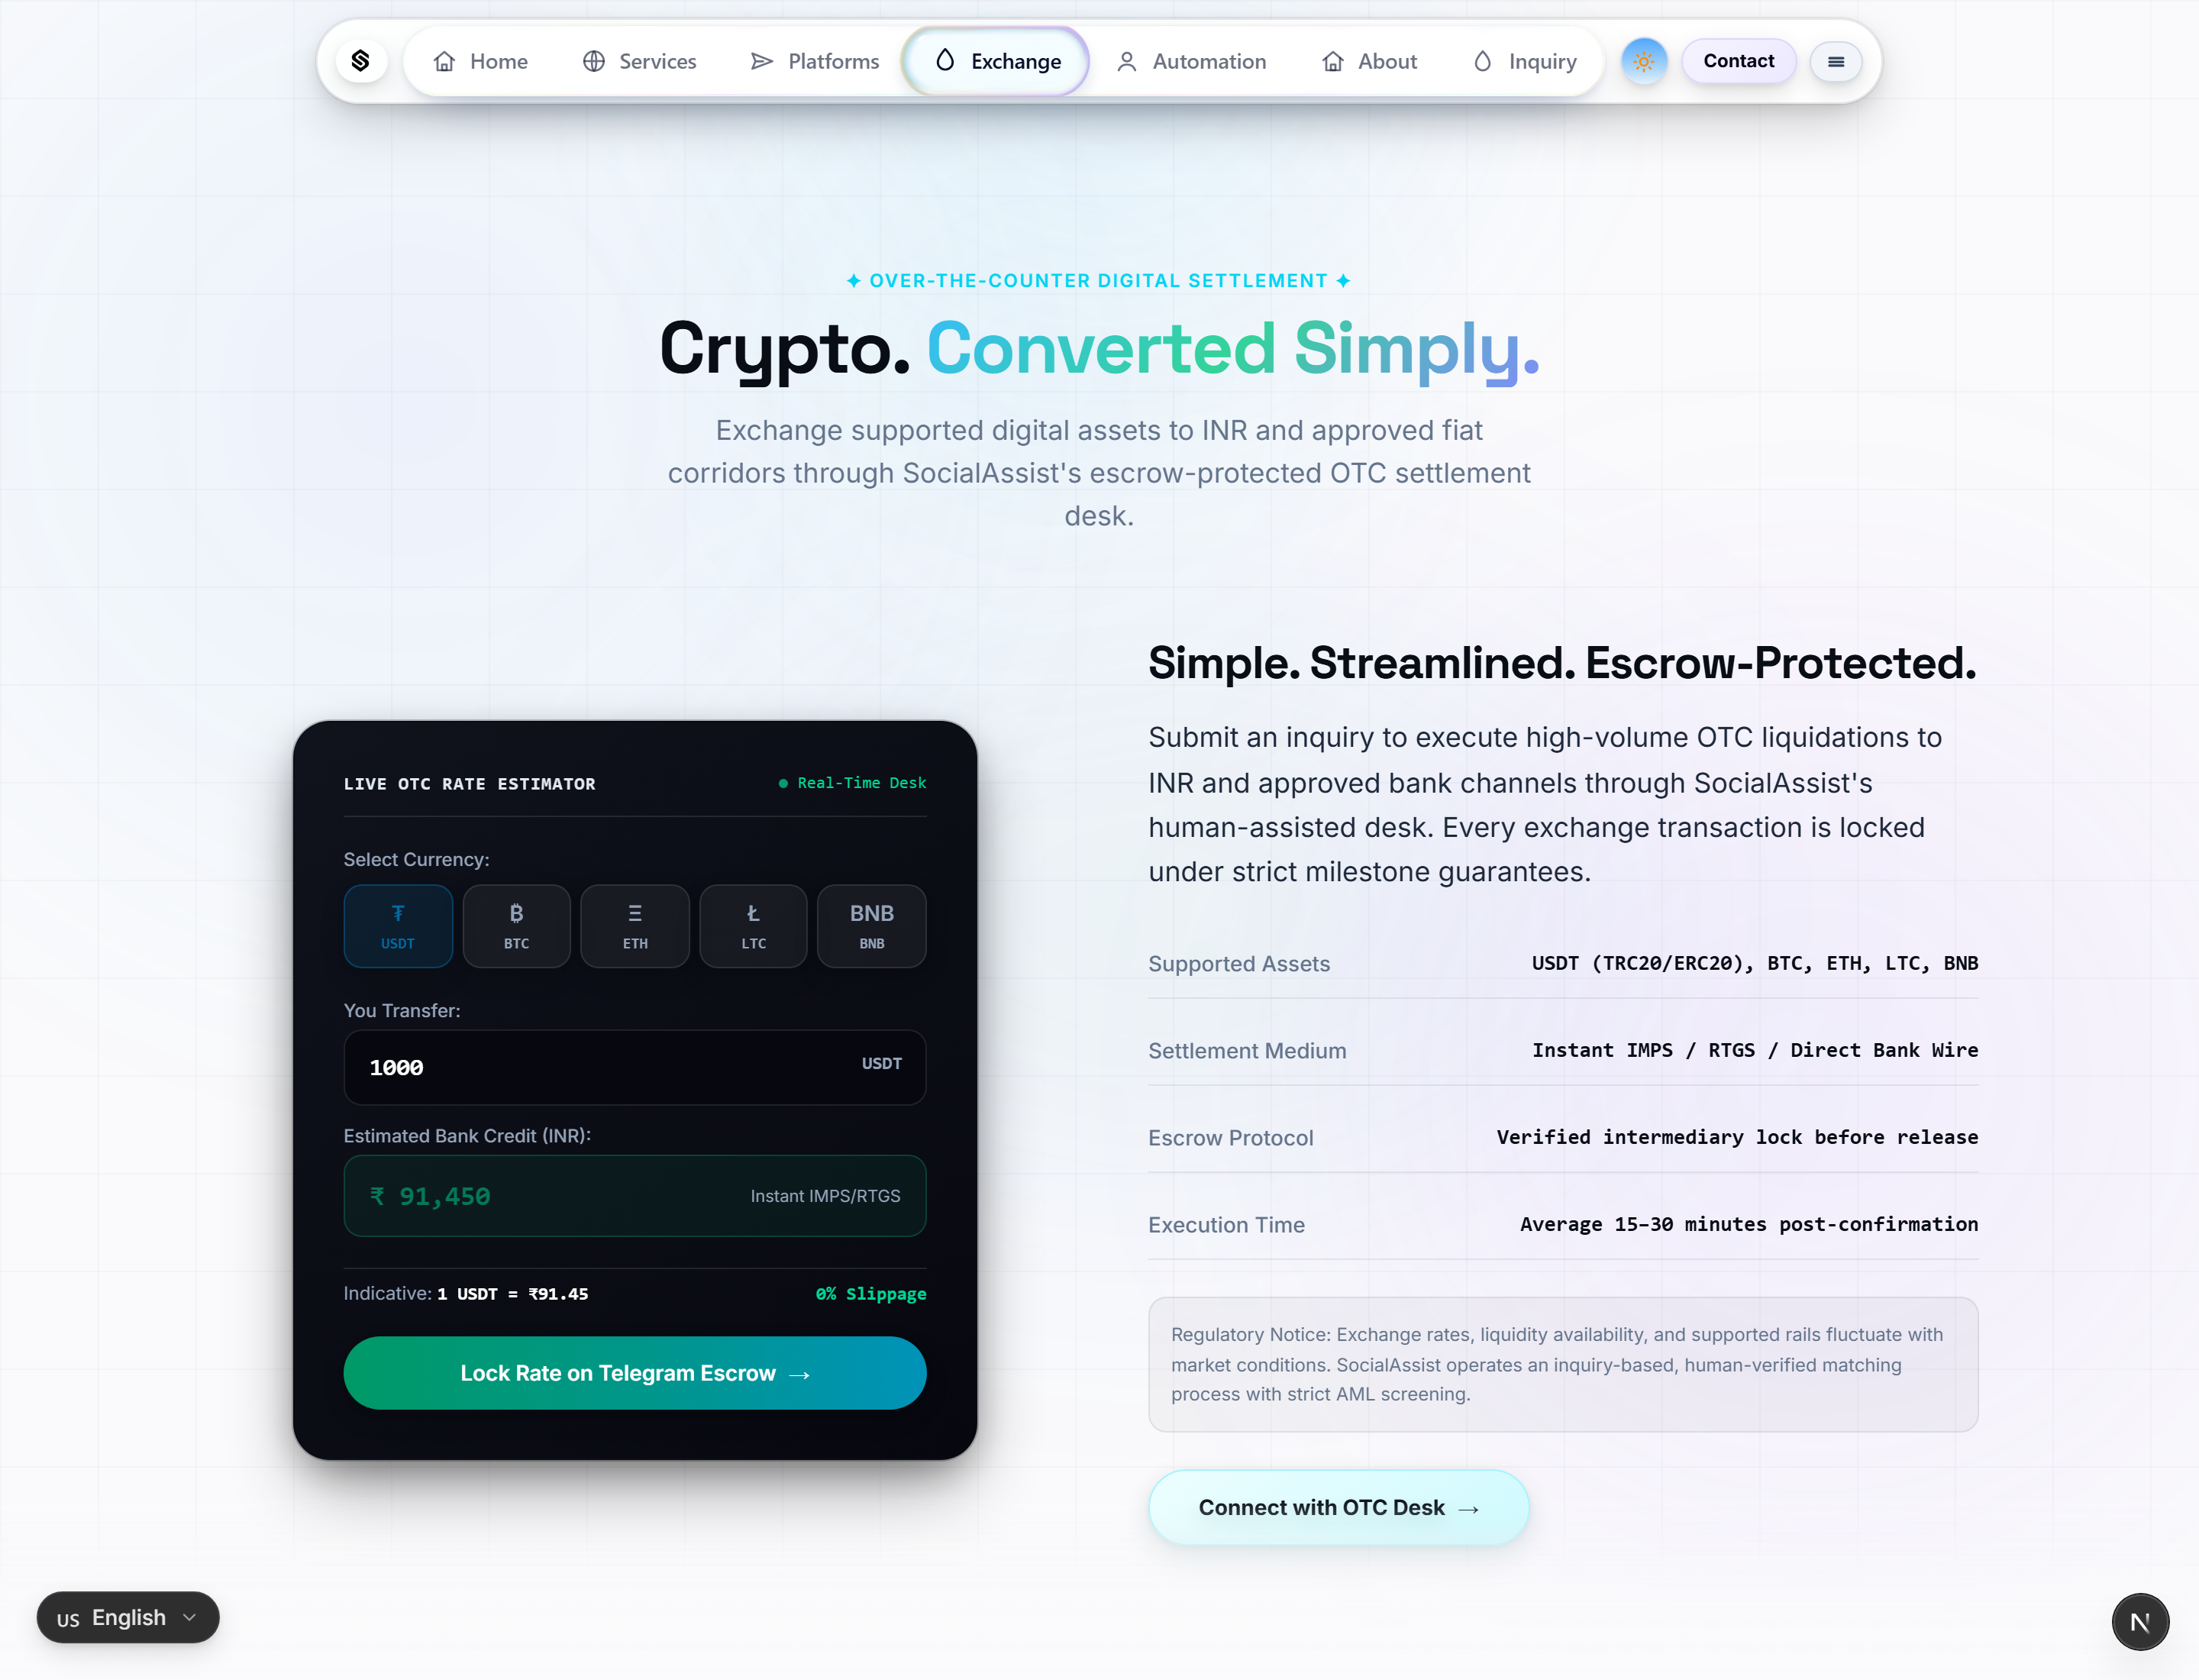 Home
Services
Platforms
Exchange
Automation
About
Inquiry
Contact
✦ OVER-THE-COUNTER DIGITAL SETTLEMENT ✦
Crypto. Converted Simply.
Exchange supported digital assets to INR and approved fiat
corridors through SocialAssist's escrow-protected OTC settlement
desk.
LIVE OTC RATE ESTIMATOR
Real-Time Desk
Select Currency:
₮
USDT
₿
BTC
Ξ
ETH
Ł
LTC
BNB
BNB
You Transfer:
1000
USDT
Estimated Bank Credit (INR):
₹ 91,450
Instant IMPS/RTGS
Indicative: 1 USDT = ₹91.45
0% Slippage
Lock Rate on Telegram Escrow →
Simple. Streamlined. Escrow-Protected.
Submit an inquiry to execute high-volume OTC liquidations to
INR and approved bank channels through SocialAssist's
human-assisted desk. Every exchange transaction is locked
under strict milestone guarantees.
Supported Assets
USDT (TRC20/ERC20), BTC, ETH, LTC, BNB
Settlement Medium
Instant IMPS / RTGS / Direct Bank Wire
Escrow Protocol
Verified intermediary lock before release
Execution Time
Average 15–30 minutes post-confirmation
Regulatory Notice: Exchange rates, liquidity availability, and supported rails fluctuate with
market conditions. SocialAssist operates an inquiry-based, human-verified matching
process with strict AML screening.
Connect with OTC Desk →
US English
N